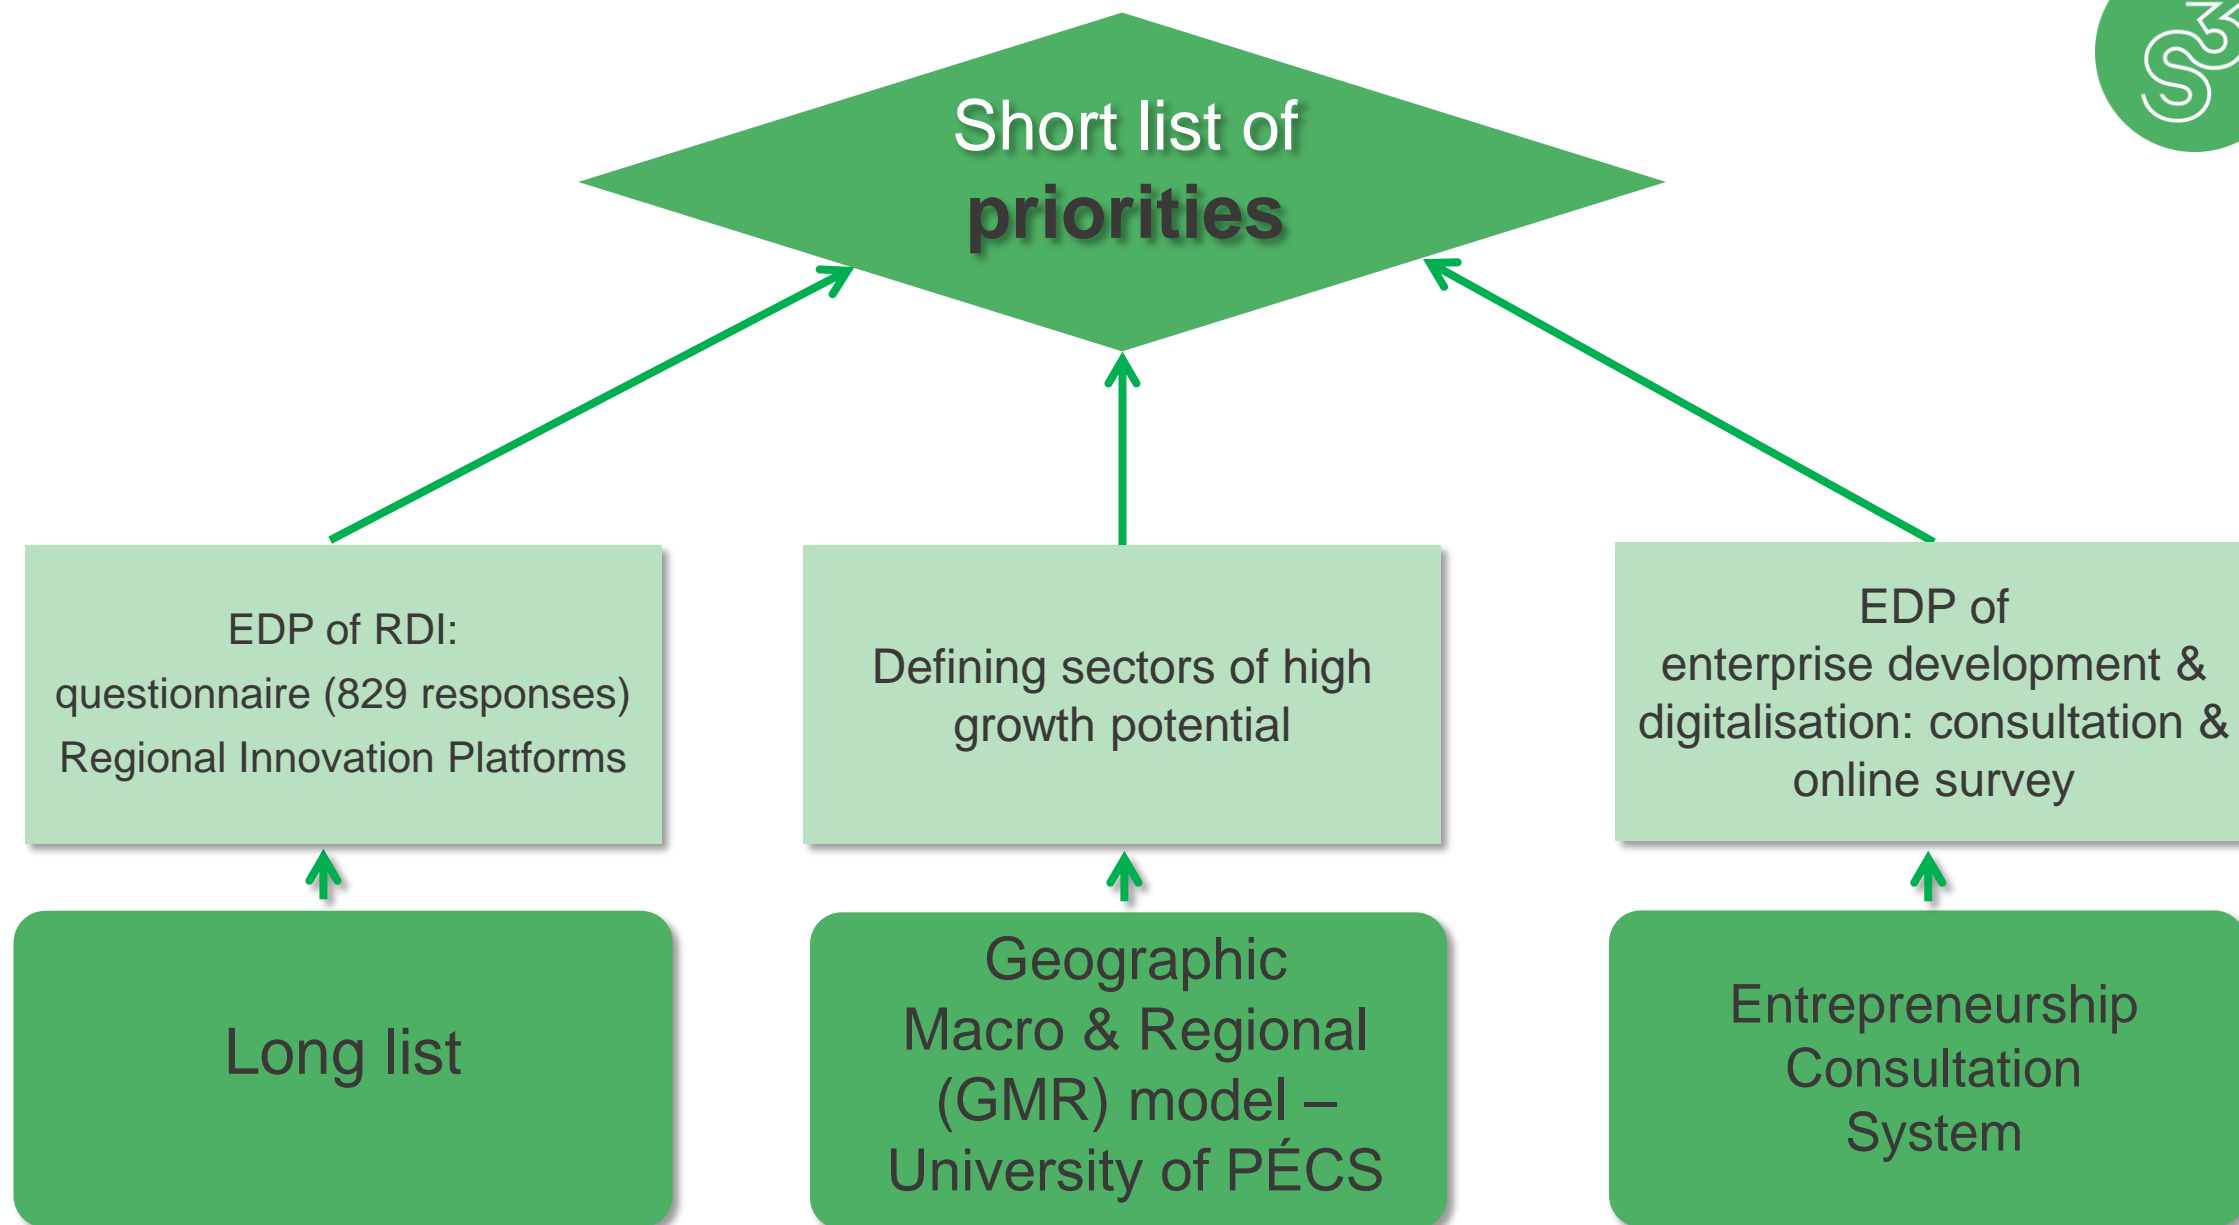 S3
Short list of
priorities
EDP of RDI:
questionnaire (829 responses)
Regional Innovation Platforms
Defining sectors of high
growth potential
EDP of
enterprise development &
digitalisation: consultation &
online survey
Long list
Geographic
Macro & Regional
(GMR) model –
University of PÉCS
Entrepreneurship
Consultation
System